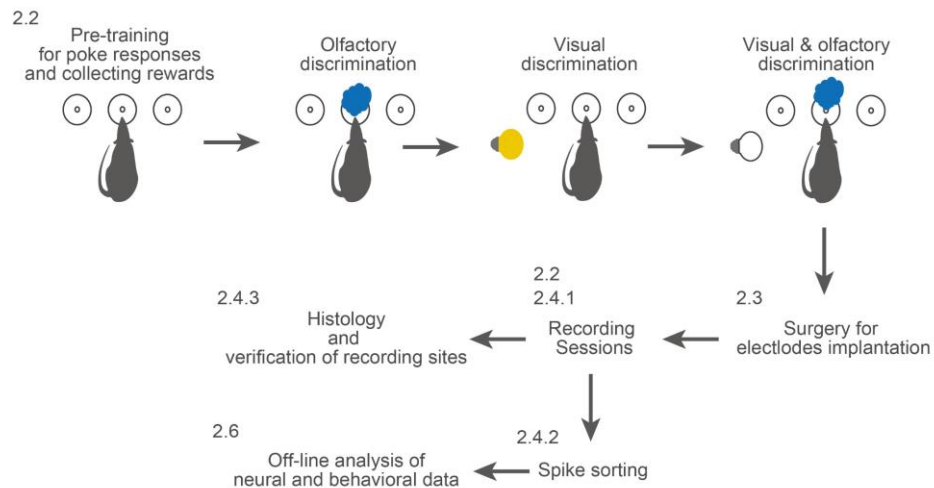 2.2
Pre-training
for poke responses
and collecting rewards
Olfactory
discrimination
Visual
discrimination
Visual & olfactory
discrimination
2.3
Surgery for
electlodes implantation
2.2
2.4.1
Recording
Sessions
2.4.3
Histology
and
verification of recording sites
2.4.2
Spike sorting
2.6
Off-line analysis of
neural and behavioral data